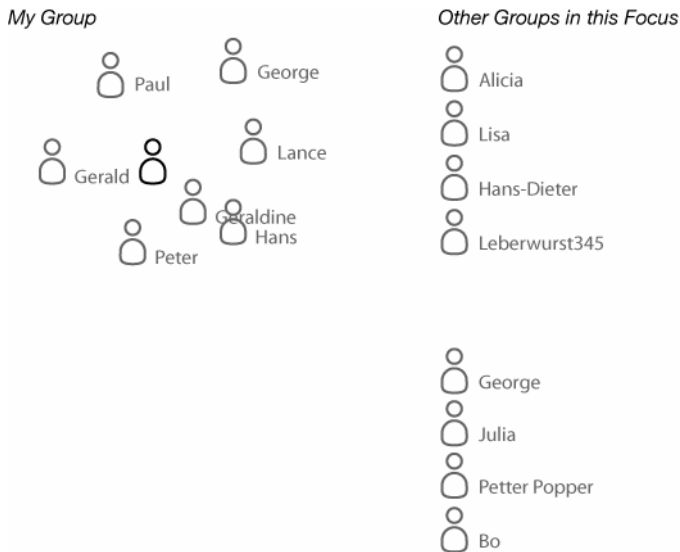 My Group
Paul
George
Gerald
Lance
Geraldine
Hans
Peter
Other Groups in this Focus
Alicia
Lisa
Hans-Dieter
Leberwurst345
George
Julia
Petter Popper
Bo